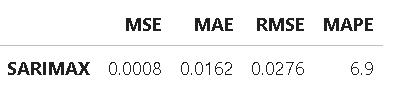 MSE MAE RMSE MAPE
SARIMAX 0.0008 0.0162 0.0276 6.9